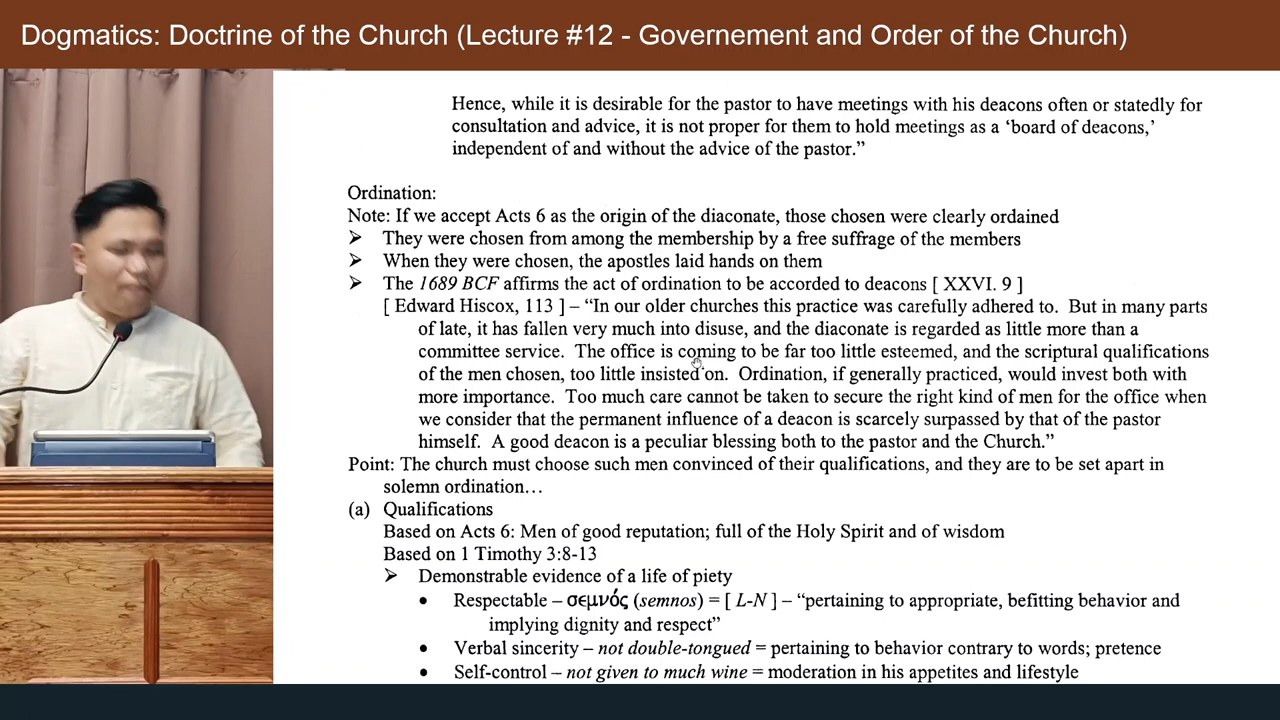 Dogmatics: Doctrine of the Church (Lecture #12 - Governement and Order of the Church)
Hence, while it is desirable for the pastor to have meetings with his deacons often or statedly for
consultation and advice, it is not proper for them to hold meetings as a ‘board of deacons,’
independent of and without the advice of the pastor.”
Ordination:
Note: If we accept Acts 6 as the origin of the diaconate, those chosen were clearly ordained
➢ They were chosen from among the membership by a free suffrage of the members
➢ When they were chosen, the apostles laid hands on them
➢ The 1689 BCF affirms the act of ordination to be accorded to deacons [ XXVI. 9 ]
[ Edward Hiscox, 113 ] – “In our older churches this practice was carefully adhered to. But in many parts
of late, it has fallen very much into disuse, and the diaconate is regarded as little more than a
committee service. The office is coming to be far too little esteemed, and the scriptural qualifications
of the men chosen, too little insisted on. Ordination, if generally practiced, would invest both with
more importance. Too much care cannot be taken to secure the right kind of men for the office when
we consider that the permanent influence of a deacon is scarcely surpassed by that of the pastor
himself. A good deacon is a peculiar blessing both to the pastor and the Church.”
Point: The church must choose such men convinced of their qualifications, and they are to be set apart in
solemn ordination…
(a) Qualifications
Based on Acts 6: Men of good reputation; full of the Holy Spirit and of wisdom
Based on 1 Timothy 3:8-13
➢ Demonstrable evidence of a life of piety
• Respectable – σεμνός (semnos) = [ L-N ] – “pertaining to appropriate, befitting behavior and
implying dignity and respect”
• Verbal sincerity – not double-tongued = pertaining to behavior contrary to words; pretence
• Self-control – not given to much wine = moderation in his appetites and lifestyle